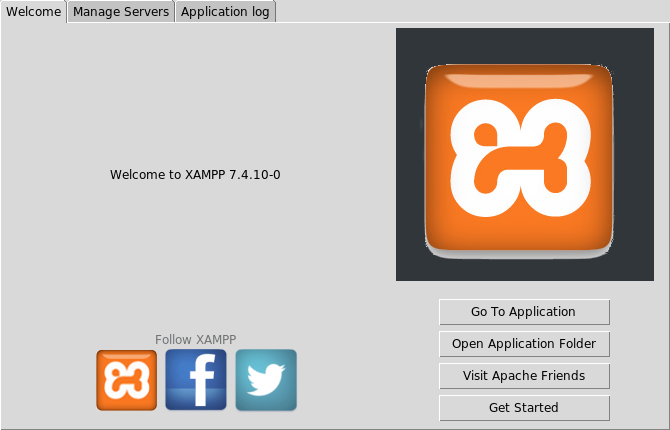 Welcome
Manage Servers
Application log
Welcome to XAMPP 7.4.10-0
Go To Application
Open Application Folder
Visit Apache Friends
Get Started
Follow XAMPP
f